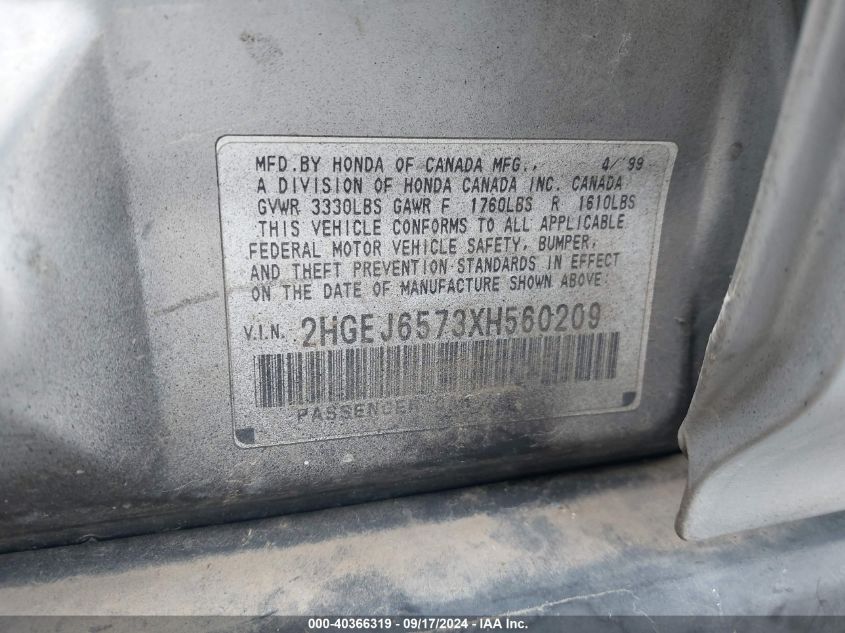 MFD.BY HONDA OF CANADA MFG., 4/'99
A DIVISION OF HONDA CANADA INC. CANADA
GVWR 3330LBS GAWR F 1760LBS R 1610LBS
THIS VEHICLE CONFORMS TO ALL APPLICABLE
FEDERAL MOTOR VEHICLE SAFETY, BUMPER,
AND THEFT PREVENTION STANDARDS IN EFFECT
ON THE DATE OF MANUFACTURE SHOWN ABOVE.
V.I.N. 2HGEJ6573XH560209
PASSENGER
000-40366319 - 09/17/2024 - IAA Inc.